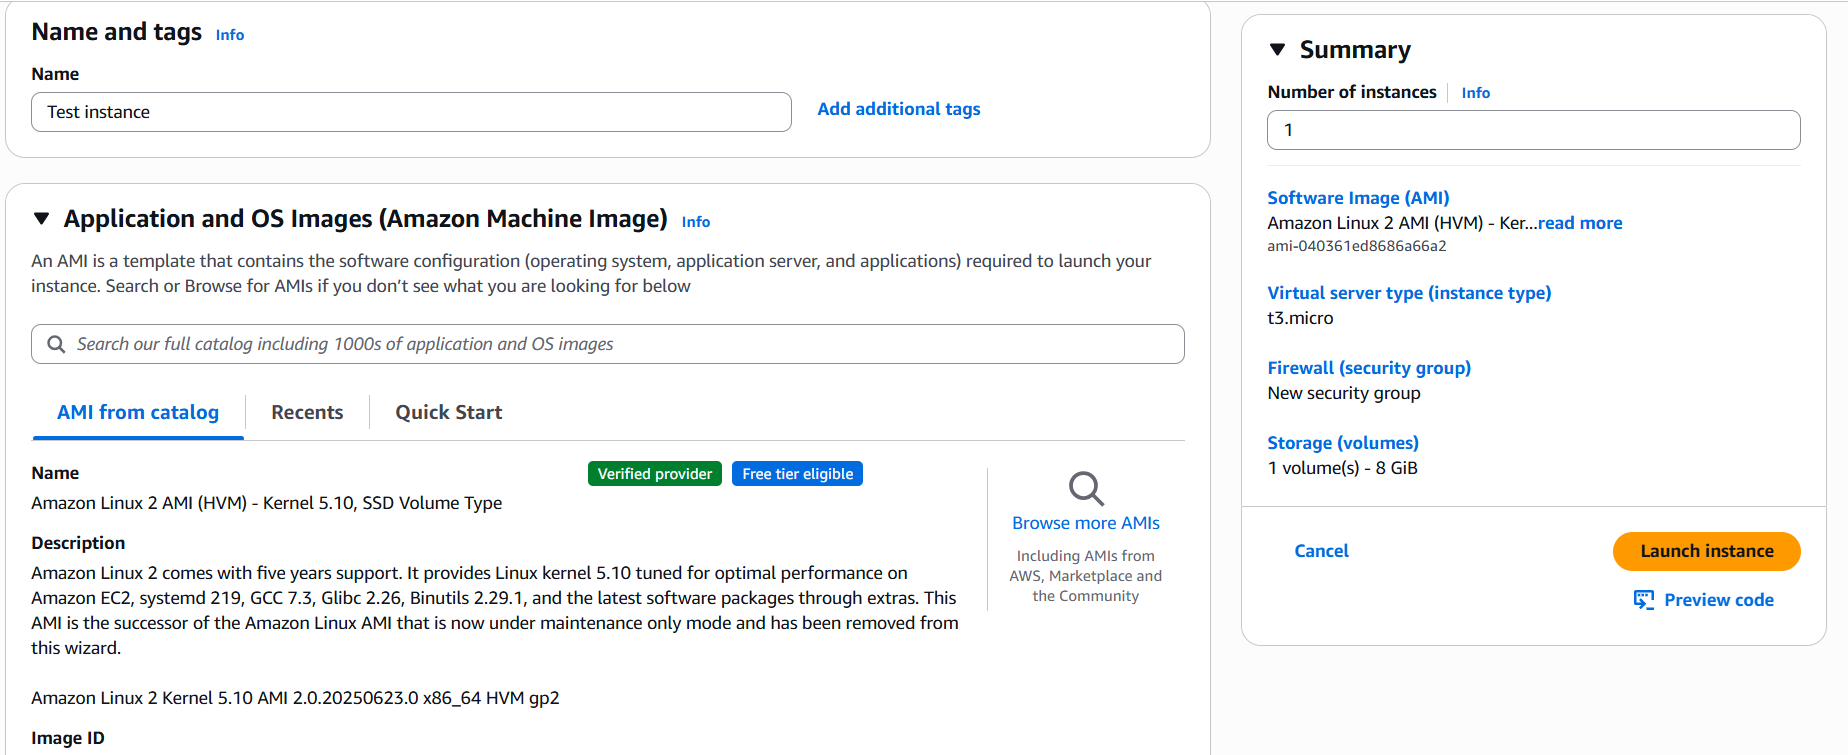 Name and tags Info
Name
Test instance
Add additional tags
Application and OS Images (Amazon Machine Image) Info
An AMI is a template that contains the software configuration (operating system, application server, and applications) required to launch your
instance. Search or Browse for AMIs if you don’t see what you are looking for below
Search our full catalog including 1000s of application and OS images
AMI from catalog
Recents
Quick Start
Name
Verified provider
Free tier eligible
Amazon Linux 2 AMI (HVM) - Kernel 5.10, SSD Volume Type
Description
Amazon Linux 2 comes with five years support. It provides Linux kernel 5.10 tuned for optimal performance on
Amazon EC2, systemd 219, GCC 7.3, Glibc 2.26, Binutils 2.29.1, and the latest software packages through extras. This
AMI is the successor of the Amazon Linux AMI that is now under maintenance only mode and has been removed from
this wizard.
Amazon Linux 2 Kernel 5.10 AMI 2.0.20250623.0 x86_64 HVM gp2
Image ID
Browse more AMIs
Including AMIs from
AWS, Marketplace and
the Community
Summary
Number of instances Info
1
Software Image (AMI)
Amazon Linux 2 AMI (HVM) - Ker...read more
ami-040361ed8686a66a2
Virtual server type (instance type)
t3.micro
Firewall (security group)
New security group
Storage (volumes)
1 volume(s) - 8 GiB
Cancel
Launch instance
Preview code